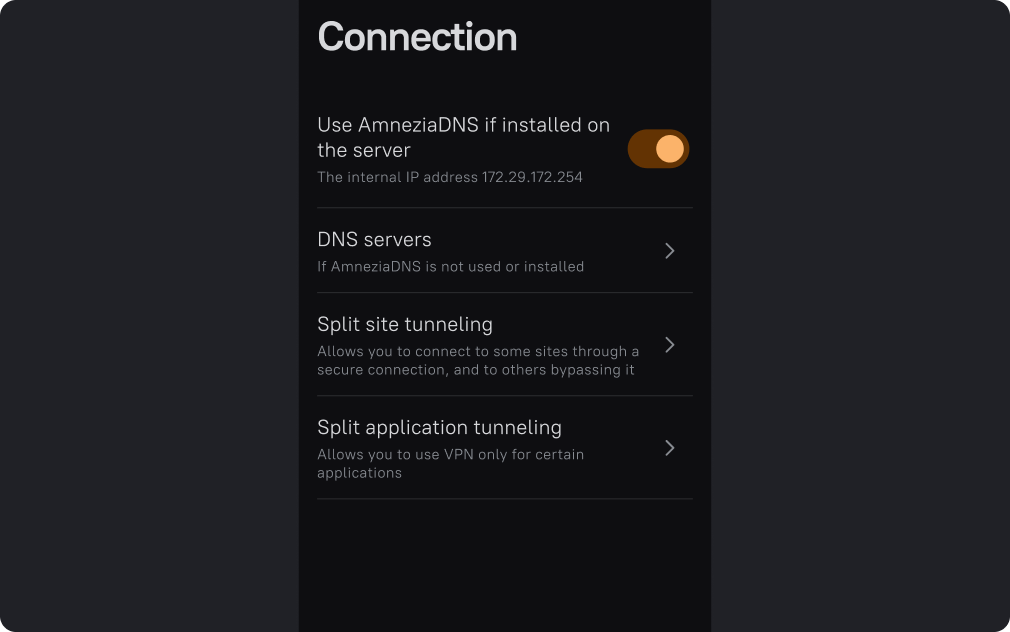 Connection
Use AmneziaDNS if installed on
the server
The internal IP address 172.29.172.254
DNS servers
If AmneziaDNS is not used or installed
Split site tunneling
Allows you to connect to some sites through a
secure connection, and to others bypassing it
Split application tunneling
Allows you to use VPN only for certain
applications